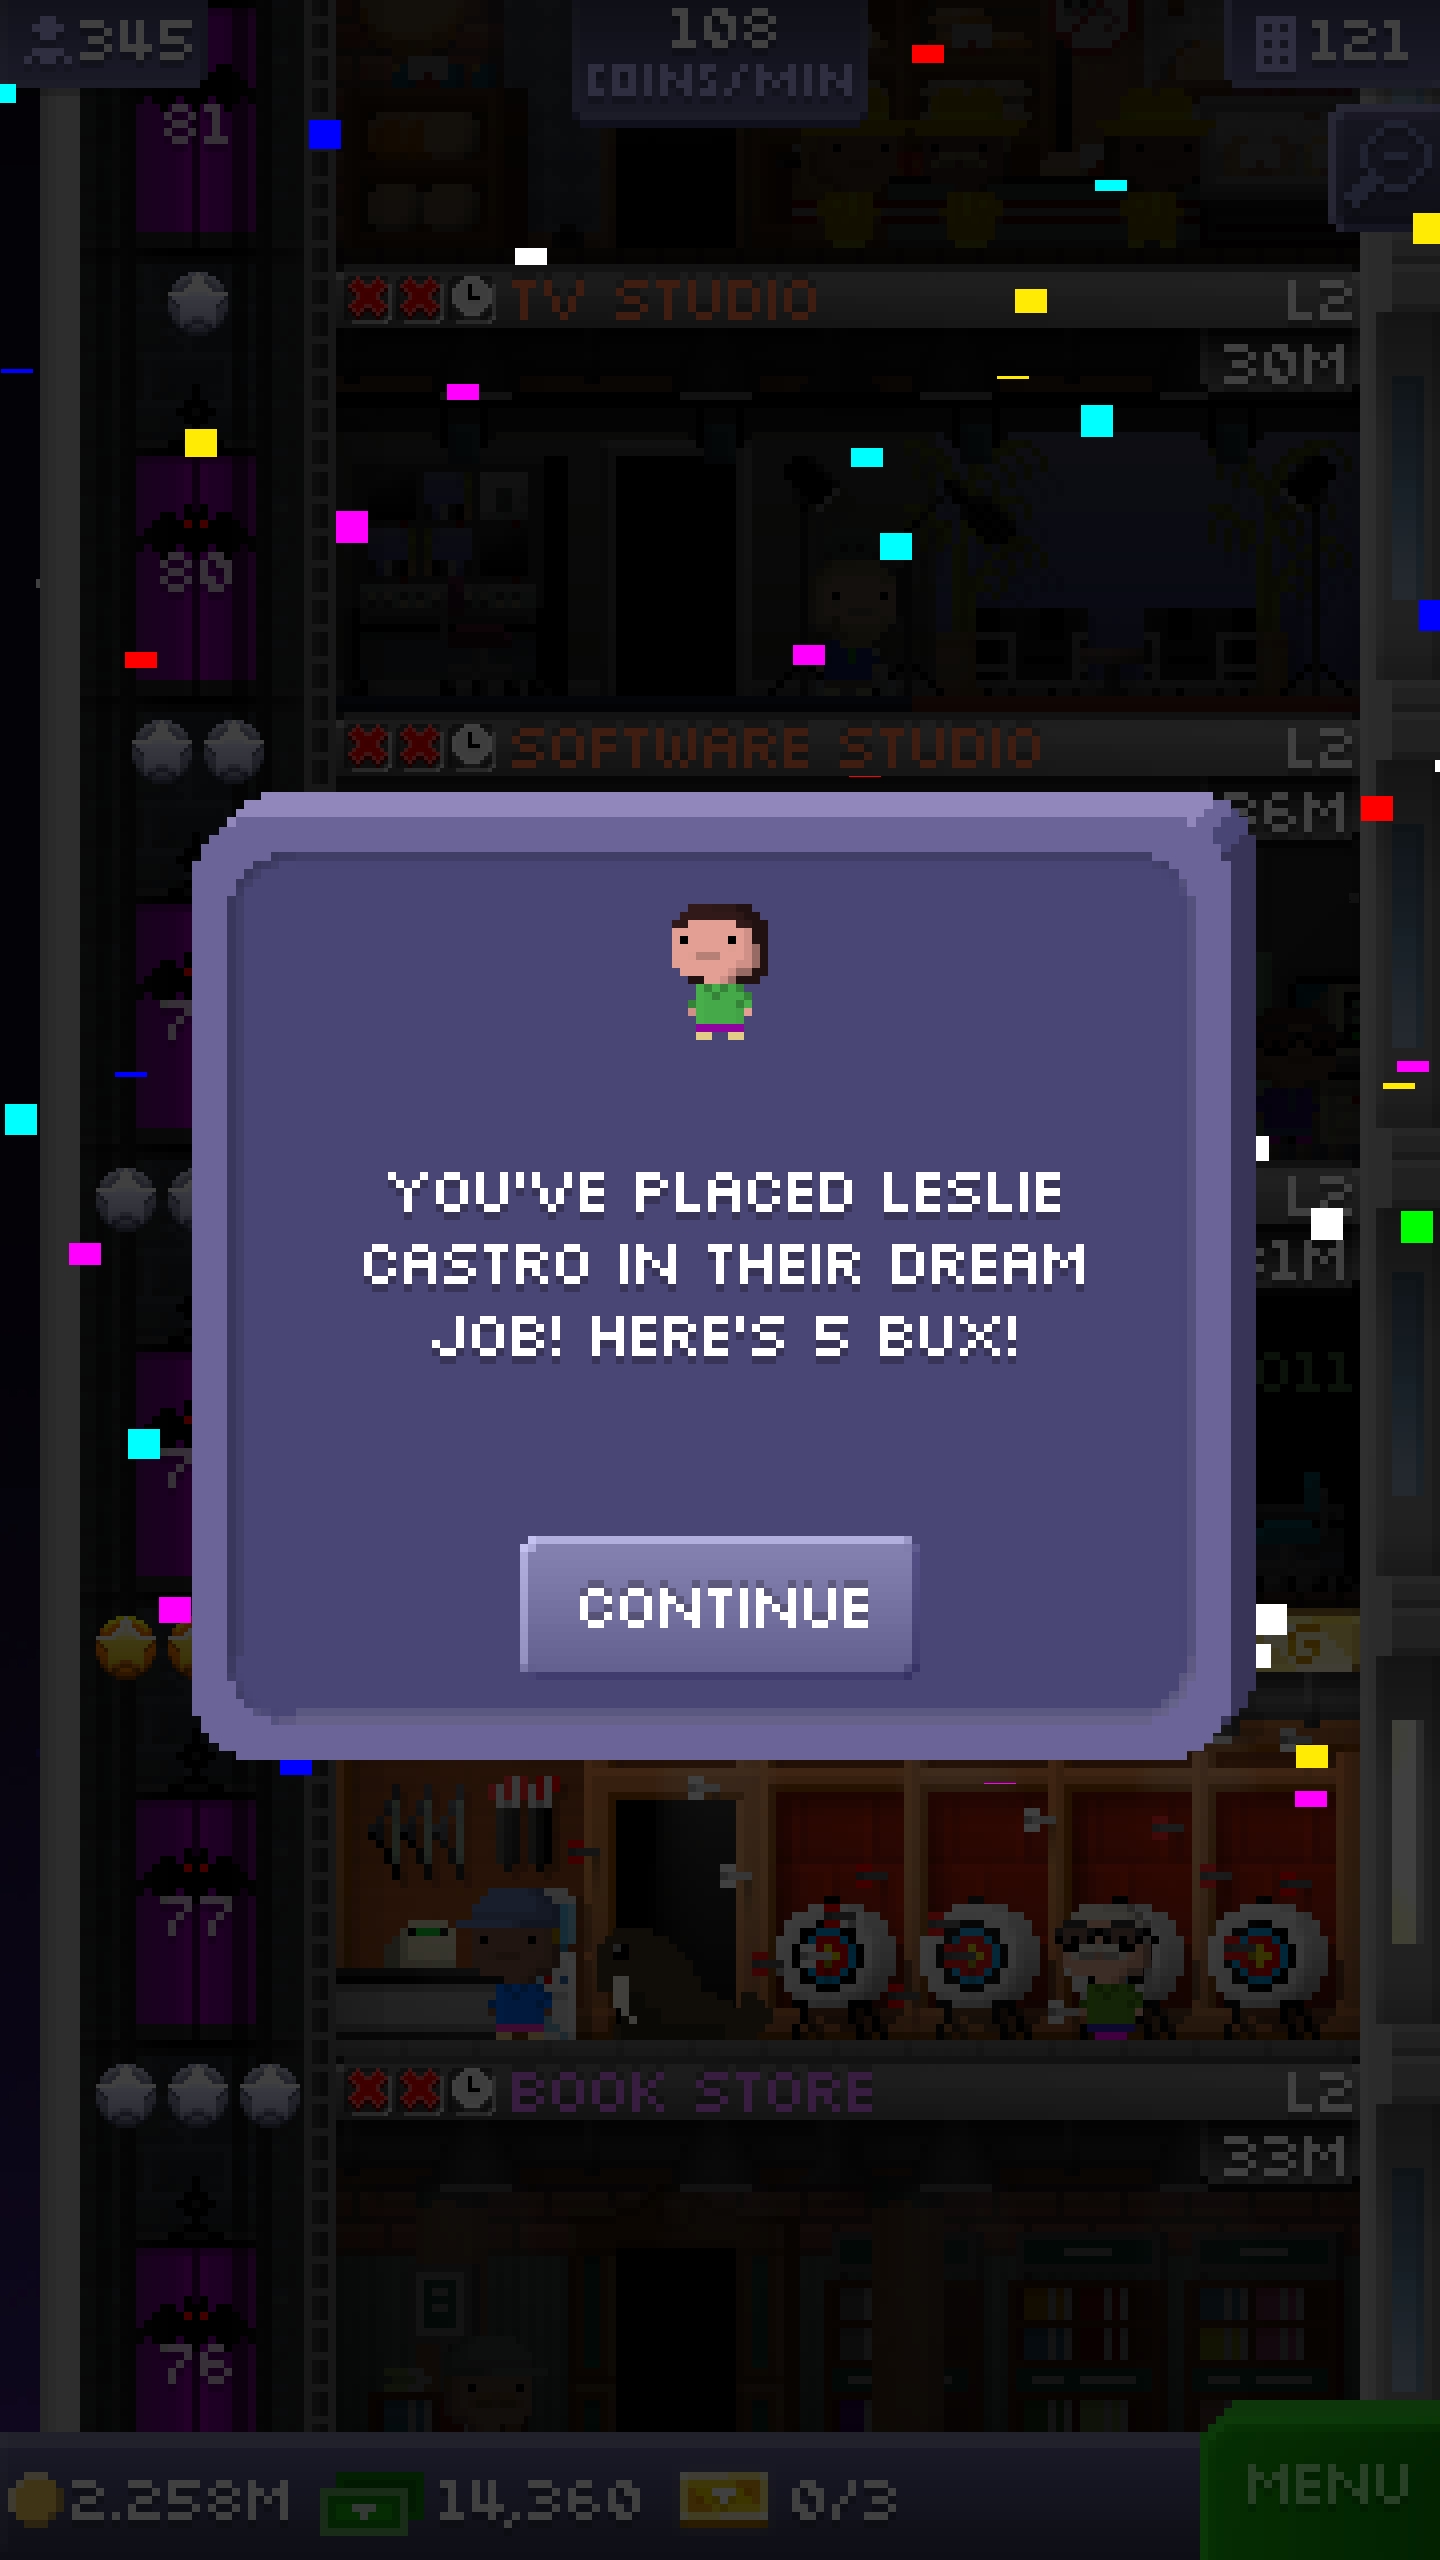 345
108
COINS/MIN
121
81
TV STUDIO L2
30M
80
SOFTWARE STUDIO L2
36M
L2
YOU'VE PLACED LESLIE
CASTRO IN THEIR DREAM
JOB! HERE'S 5 BUX!
CONTINUE
77
BOOK STORE L2
33M
76
2.258M 14,360 0/3
MENU